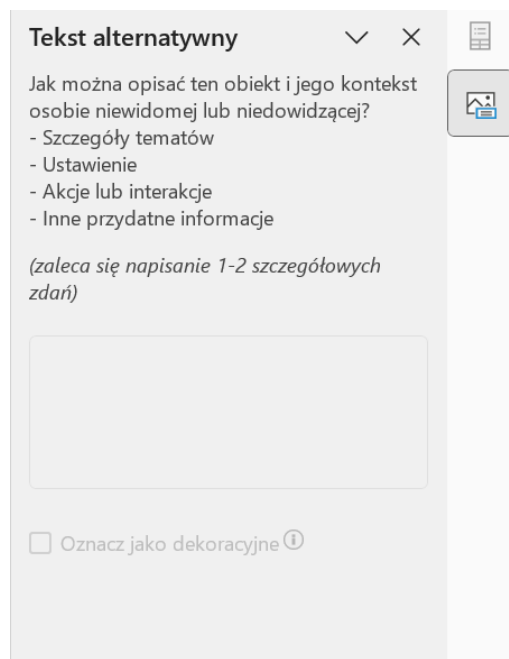 Tekst alternatywny
Jak można opisać ten obiekt i jego kontekst
osobie niewidomej lub niedowidzącej?
- Szczegóły tematów
- Ustawienie
- Akcje lub interakcje
- Inne przydatne informacje
(zaleca się napisanie 1-2 szczegółowych
zdań)
Oznacz jako dekoracyjne